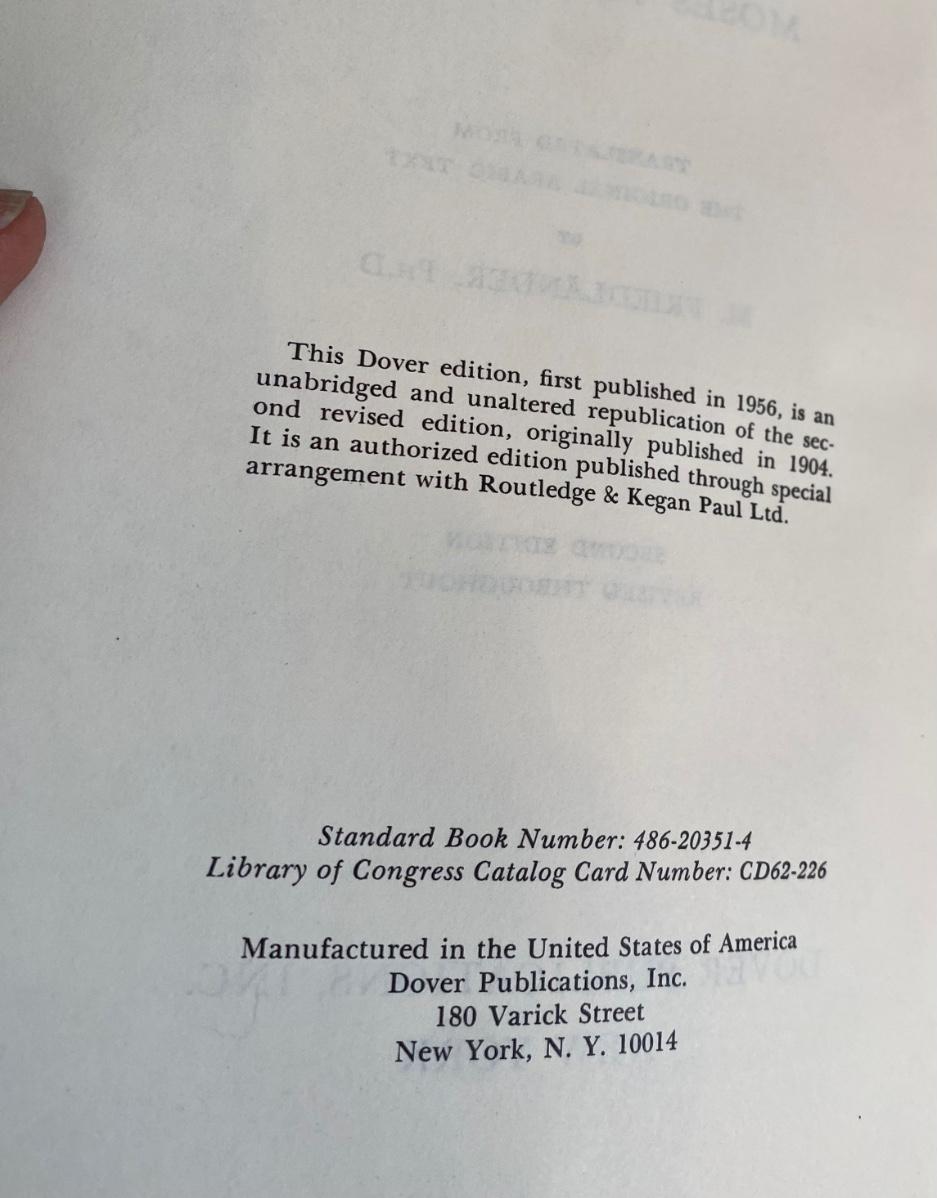 This Dover edition, first published in 1956, is an
unabridged and unaltered republication of the sec-
ond revised edition, originally published in 1904.
It is an authorized edition published through special
arrangement with Routledge & Kegan Paul Ltd.
Standard Book Number: 486-20351-4
Library of Congress Catalog Card Number: CD62-226
Manufactured in the United States of America
Dover Publications, Inc.
180 Varick Street
New York, N. Y. 10014